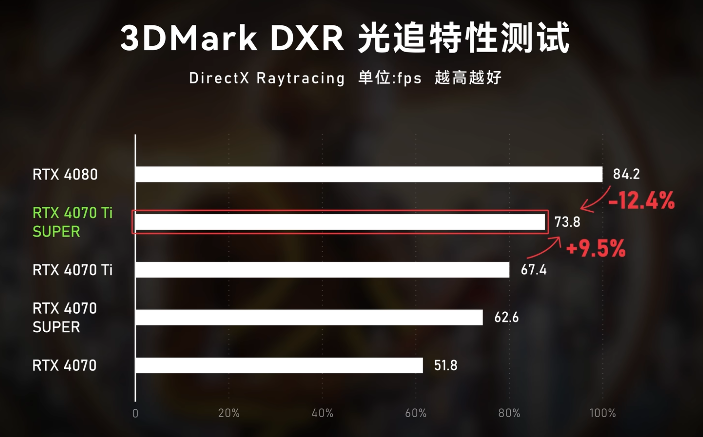 3DMark DXR 光追特性测试
DirectX Raytracing 单位:fps 越高越好
RTX 4080
84.2
-12.4%
RTX 4070 Ti
SUPER
73.8
+9.5%
RTX 4070 Ti
67.4
RTX 4070
SUPER
62.6
RTX 4070
51.8
0 20% 40% 60% 80% 100%